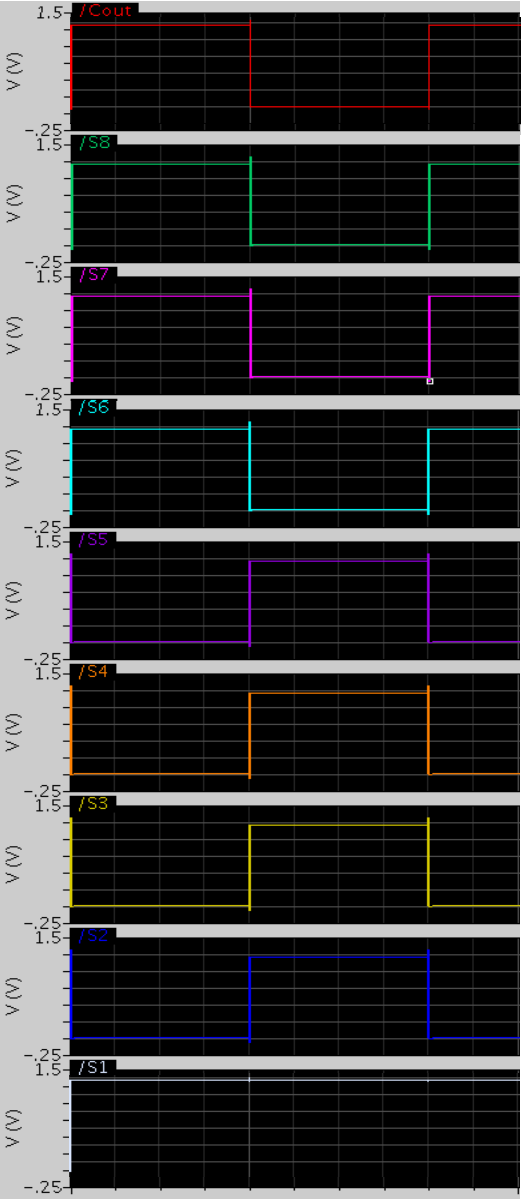 /Cout
1.5
V (V)
-.25
/S8
1.5
V (V)
-.25
/S7
1.5
V (V)
-.25
/S6
1.5
V (V)
-.25
/S5
1.5
V (V)
-.25
/S4
1.5
V (V)
-.25
/S3
1.5
V (V)
-.25
/S2
1.5
V (V)
-.25
/S1
1.5
V (V)
-.25